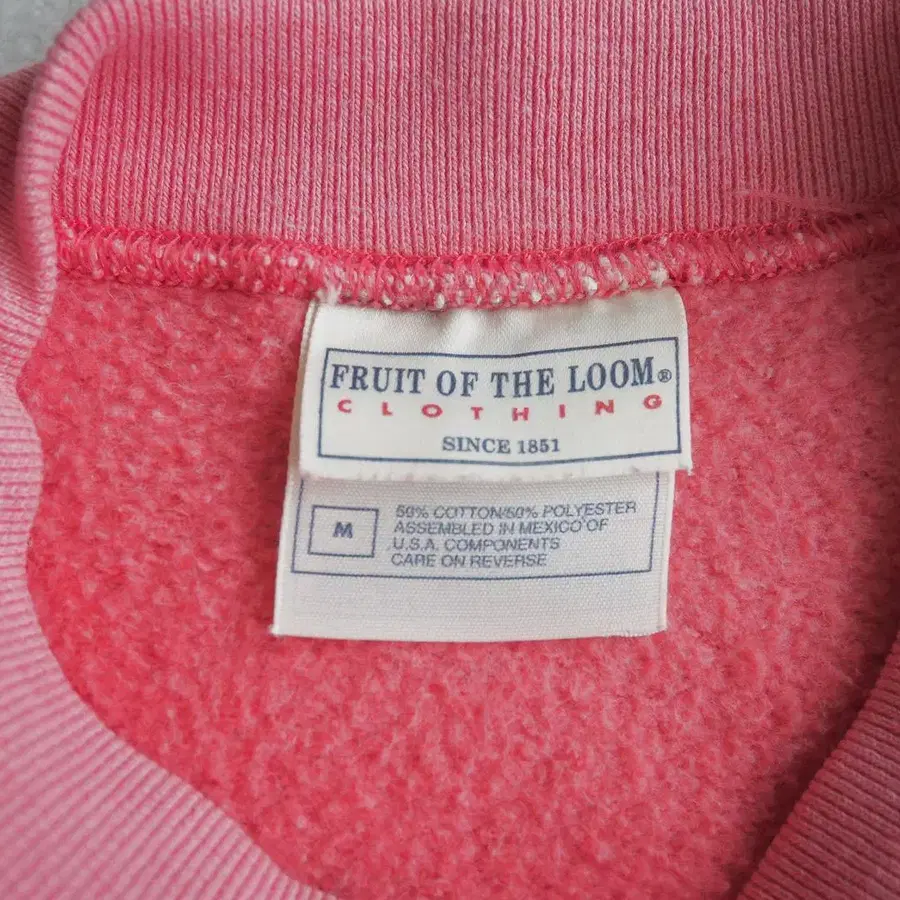 FRUIT OF THE LOOM®
CLOTHING
SINCE 1851
M
50% COTTON/50% POLYESTER
ASSEMBLED IN MEXICO OF
U.S.A. COMPONENTS
CARE ON REVERSE